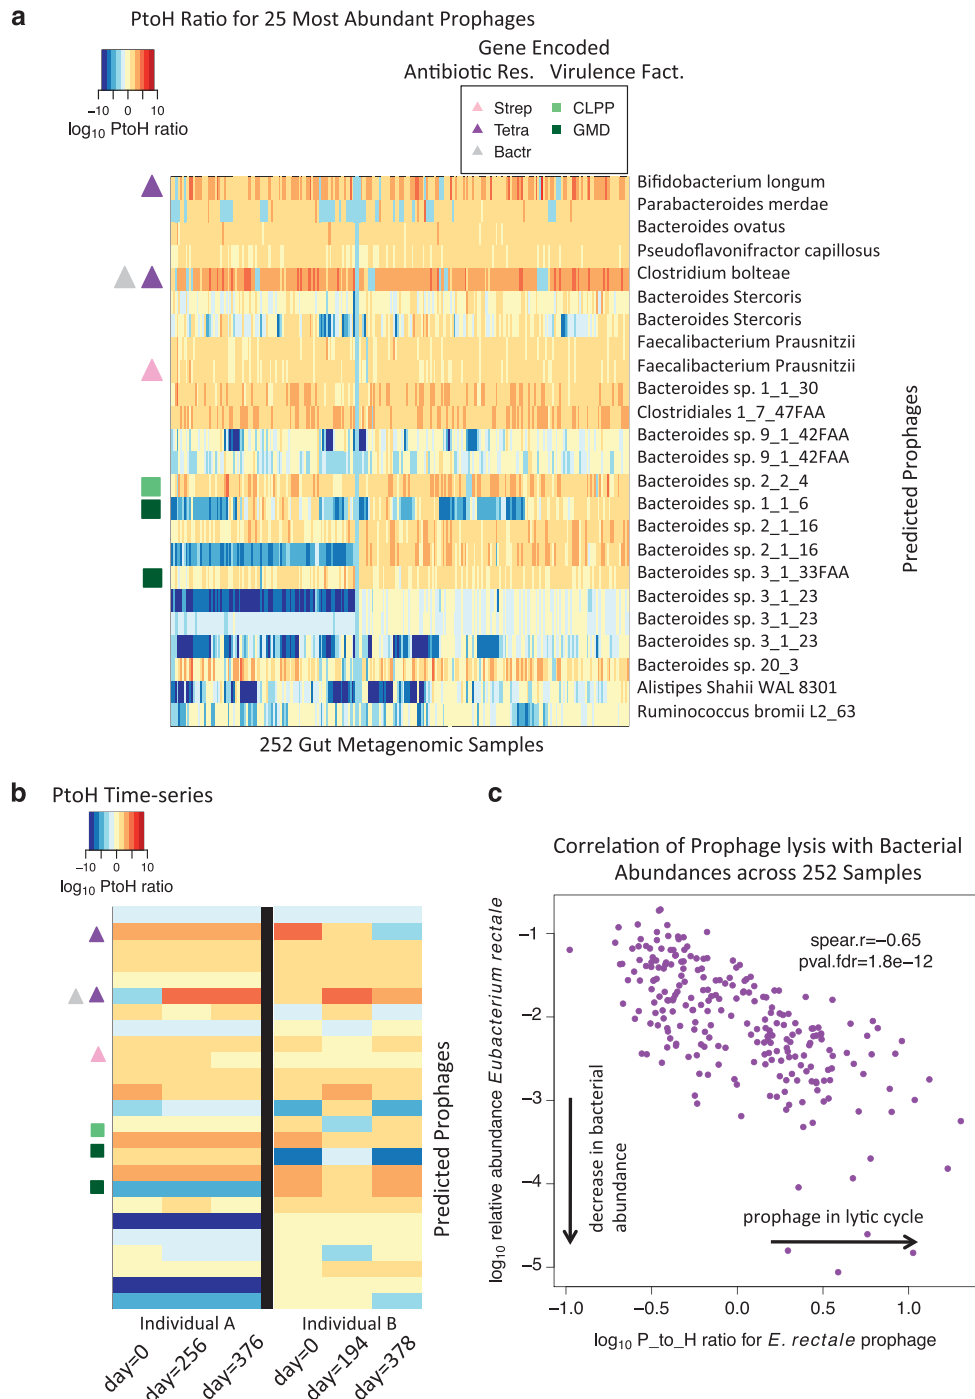 a
PtoH Ratio for 25 Most Abundant Prophages
Gene Encoded
Antibiotic Res. Virulence Fact.
Strep CLPP
Tetra GMD
Bactr
−10 0 10
log10 PtoH ratio
Bifidobacterium longum
Parabacteroides merdae
Bacteroides ovatus
Pseudoflavonifractor capillosus
Clostridium bolteae
Bacteroides Stercoris
Bacteroides Stercoris
Faecalibacterium Prausnitzii
Faecalibacterium Prausnitzii
Bacteroides sp. 1_1_30
Clostridiales 1_7_47FAA
Bacteroides sp. 9_1_42FAA
Bacteroides sp. 9_1_42FAA
Bacteroides sp. 2_2_4
Bacteroides sp. 1_1_6
Bacteroides sp. 2_1_16
Bacteroides sp. 2_1_16
Bacteroides sp. 3_1_33FAA
Bacteroides sp. 3_1_23
Bacteroides sp. 3_1_23
Bacteroides sp. 3_1_23
Bacteroides sp. 20_3
Alistipes Shahii WAL 8301
Ruminococcus bromii L2_63
Predicted Prophages
252 Gut Metagenomic Samples
b
PtoH Time-series
−10 0 10
log10 PtoH ratio
Predicted Prophages
Individual A
Individual B
day=0
day=256
day=376
day=0
day=194
day=378
c
Correlation of Prophage lysis with Bacterial
Abundances across 252 Samples
spear.r=−0.65
pval.fdr=1.8e−12
log10 relative abundance Eubacterium rectale
−1
−2
−3
−4
−5
decrease in bacterial
abundance
prophage in lytic cycle
−1.0 −0.5 0.0 0.5 1.0
log10 P_to_H ratio for E. rectale prophage